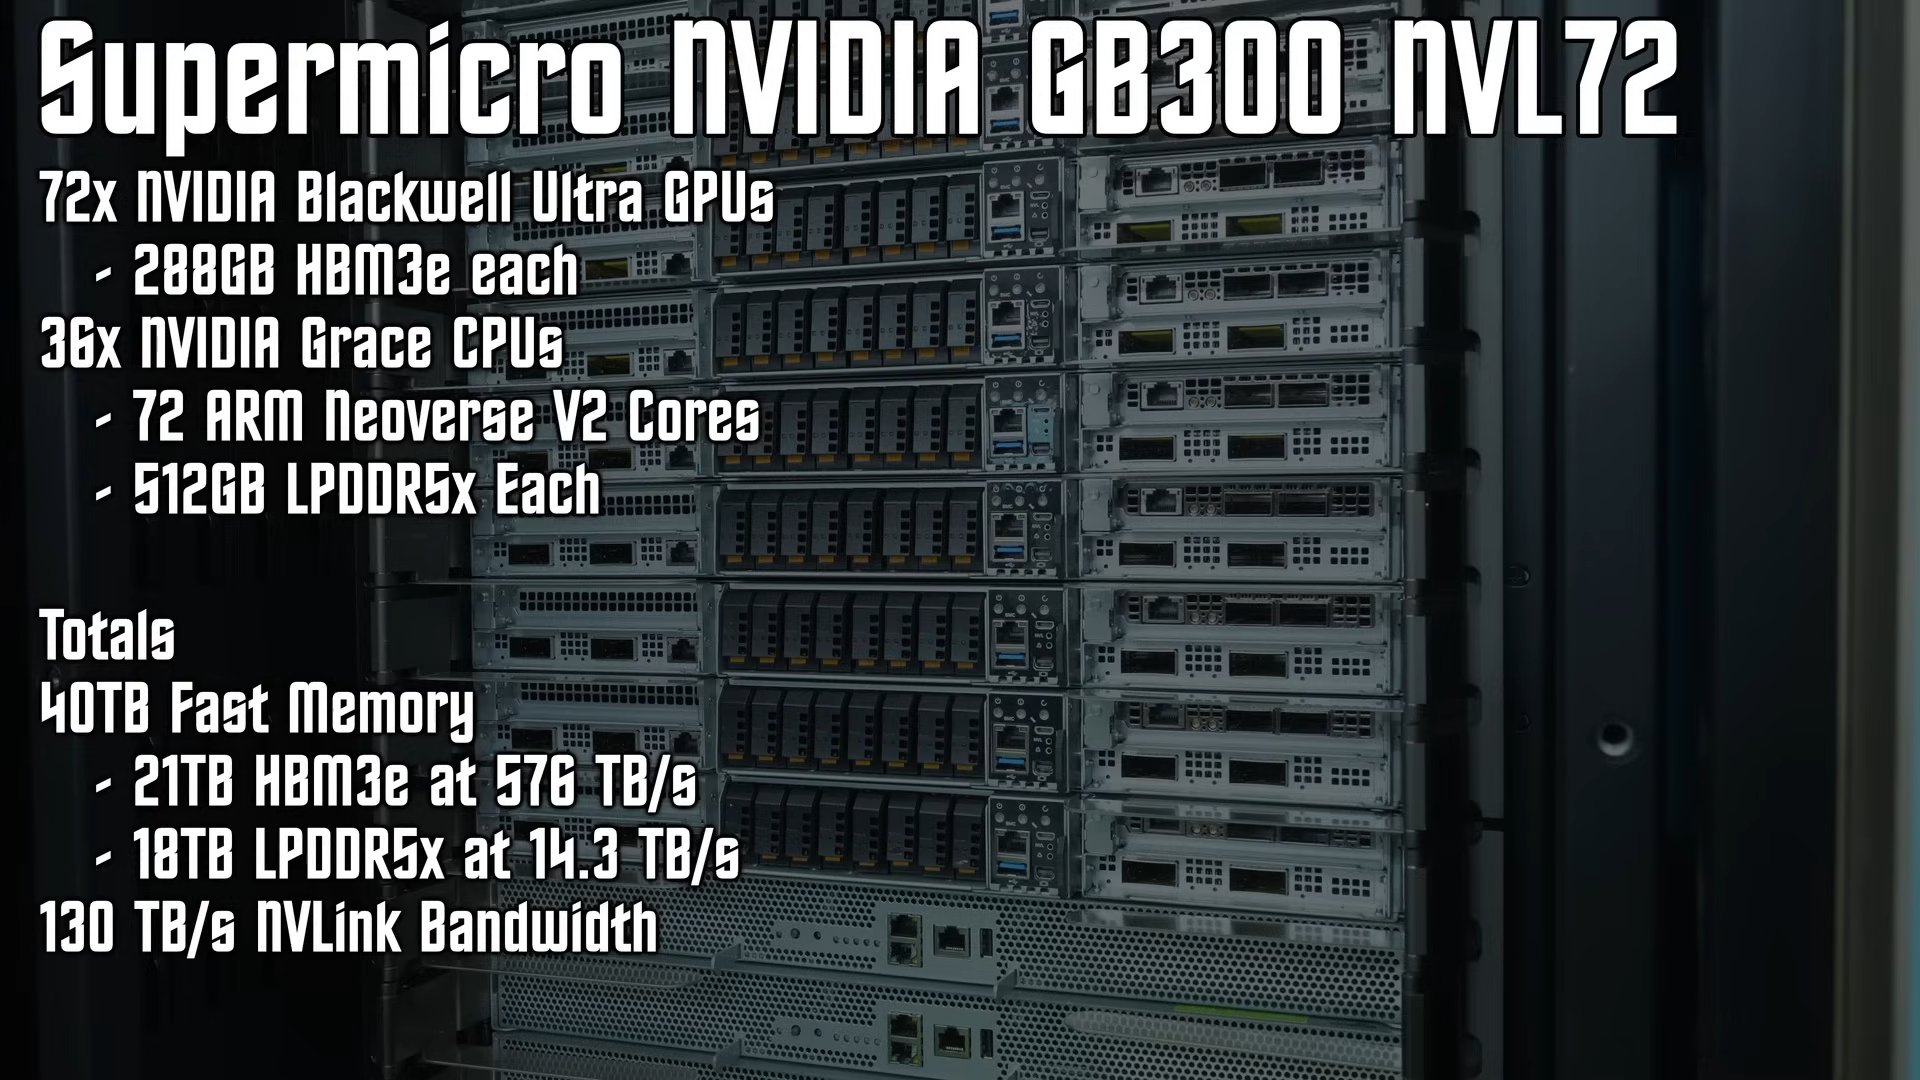 Supermicro NVIDIA GB300 NVL72
72x NVIDIA Blackwell Ultra GPUs
- 288GB HBM3e each
36x NVIDIA Grace CPUs
- 72 ARM Neoverse V2 Cores
- 512GB LPDDR5x Each
Totals
40TB Fast Memory
- 21TB HBM3e at 576 TB/s
- 18TB LPDDR5x at 14.3 TB/s
130 TB/s NVLink Bandwidth